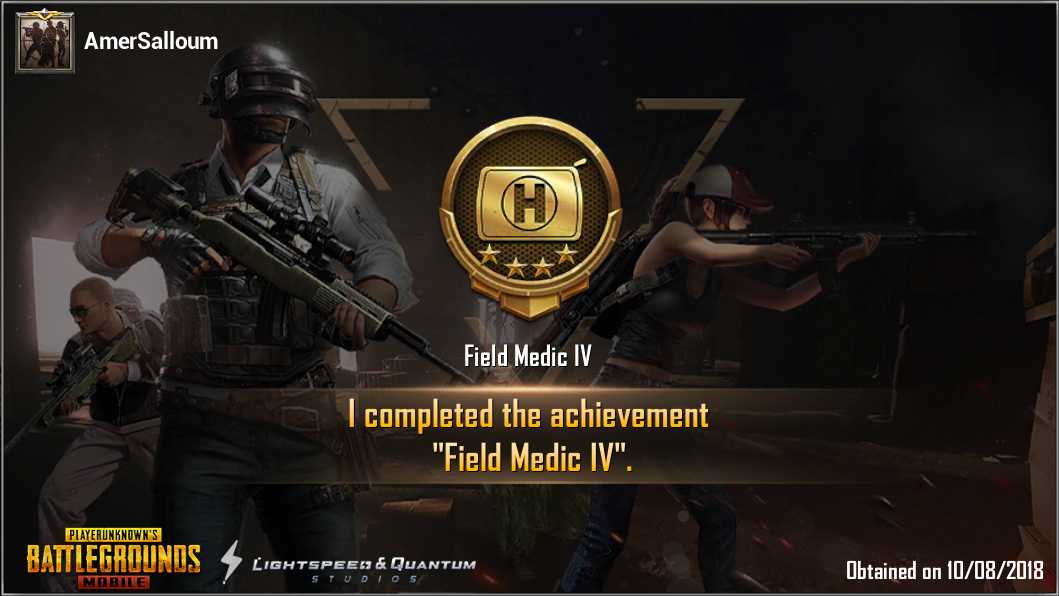 AmerSalloum
H
Field Medic IV
I completed the achievement
"Field Medic IV".
PLAYERUNKNOWN'S
BATTLEGROUNDS
MOBILE
LIGHTSPEED & QUANTUM
STUDIOS
Obtained on 10/08/2018